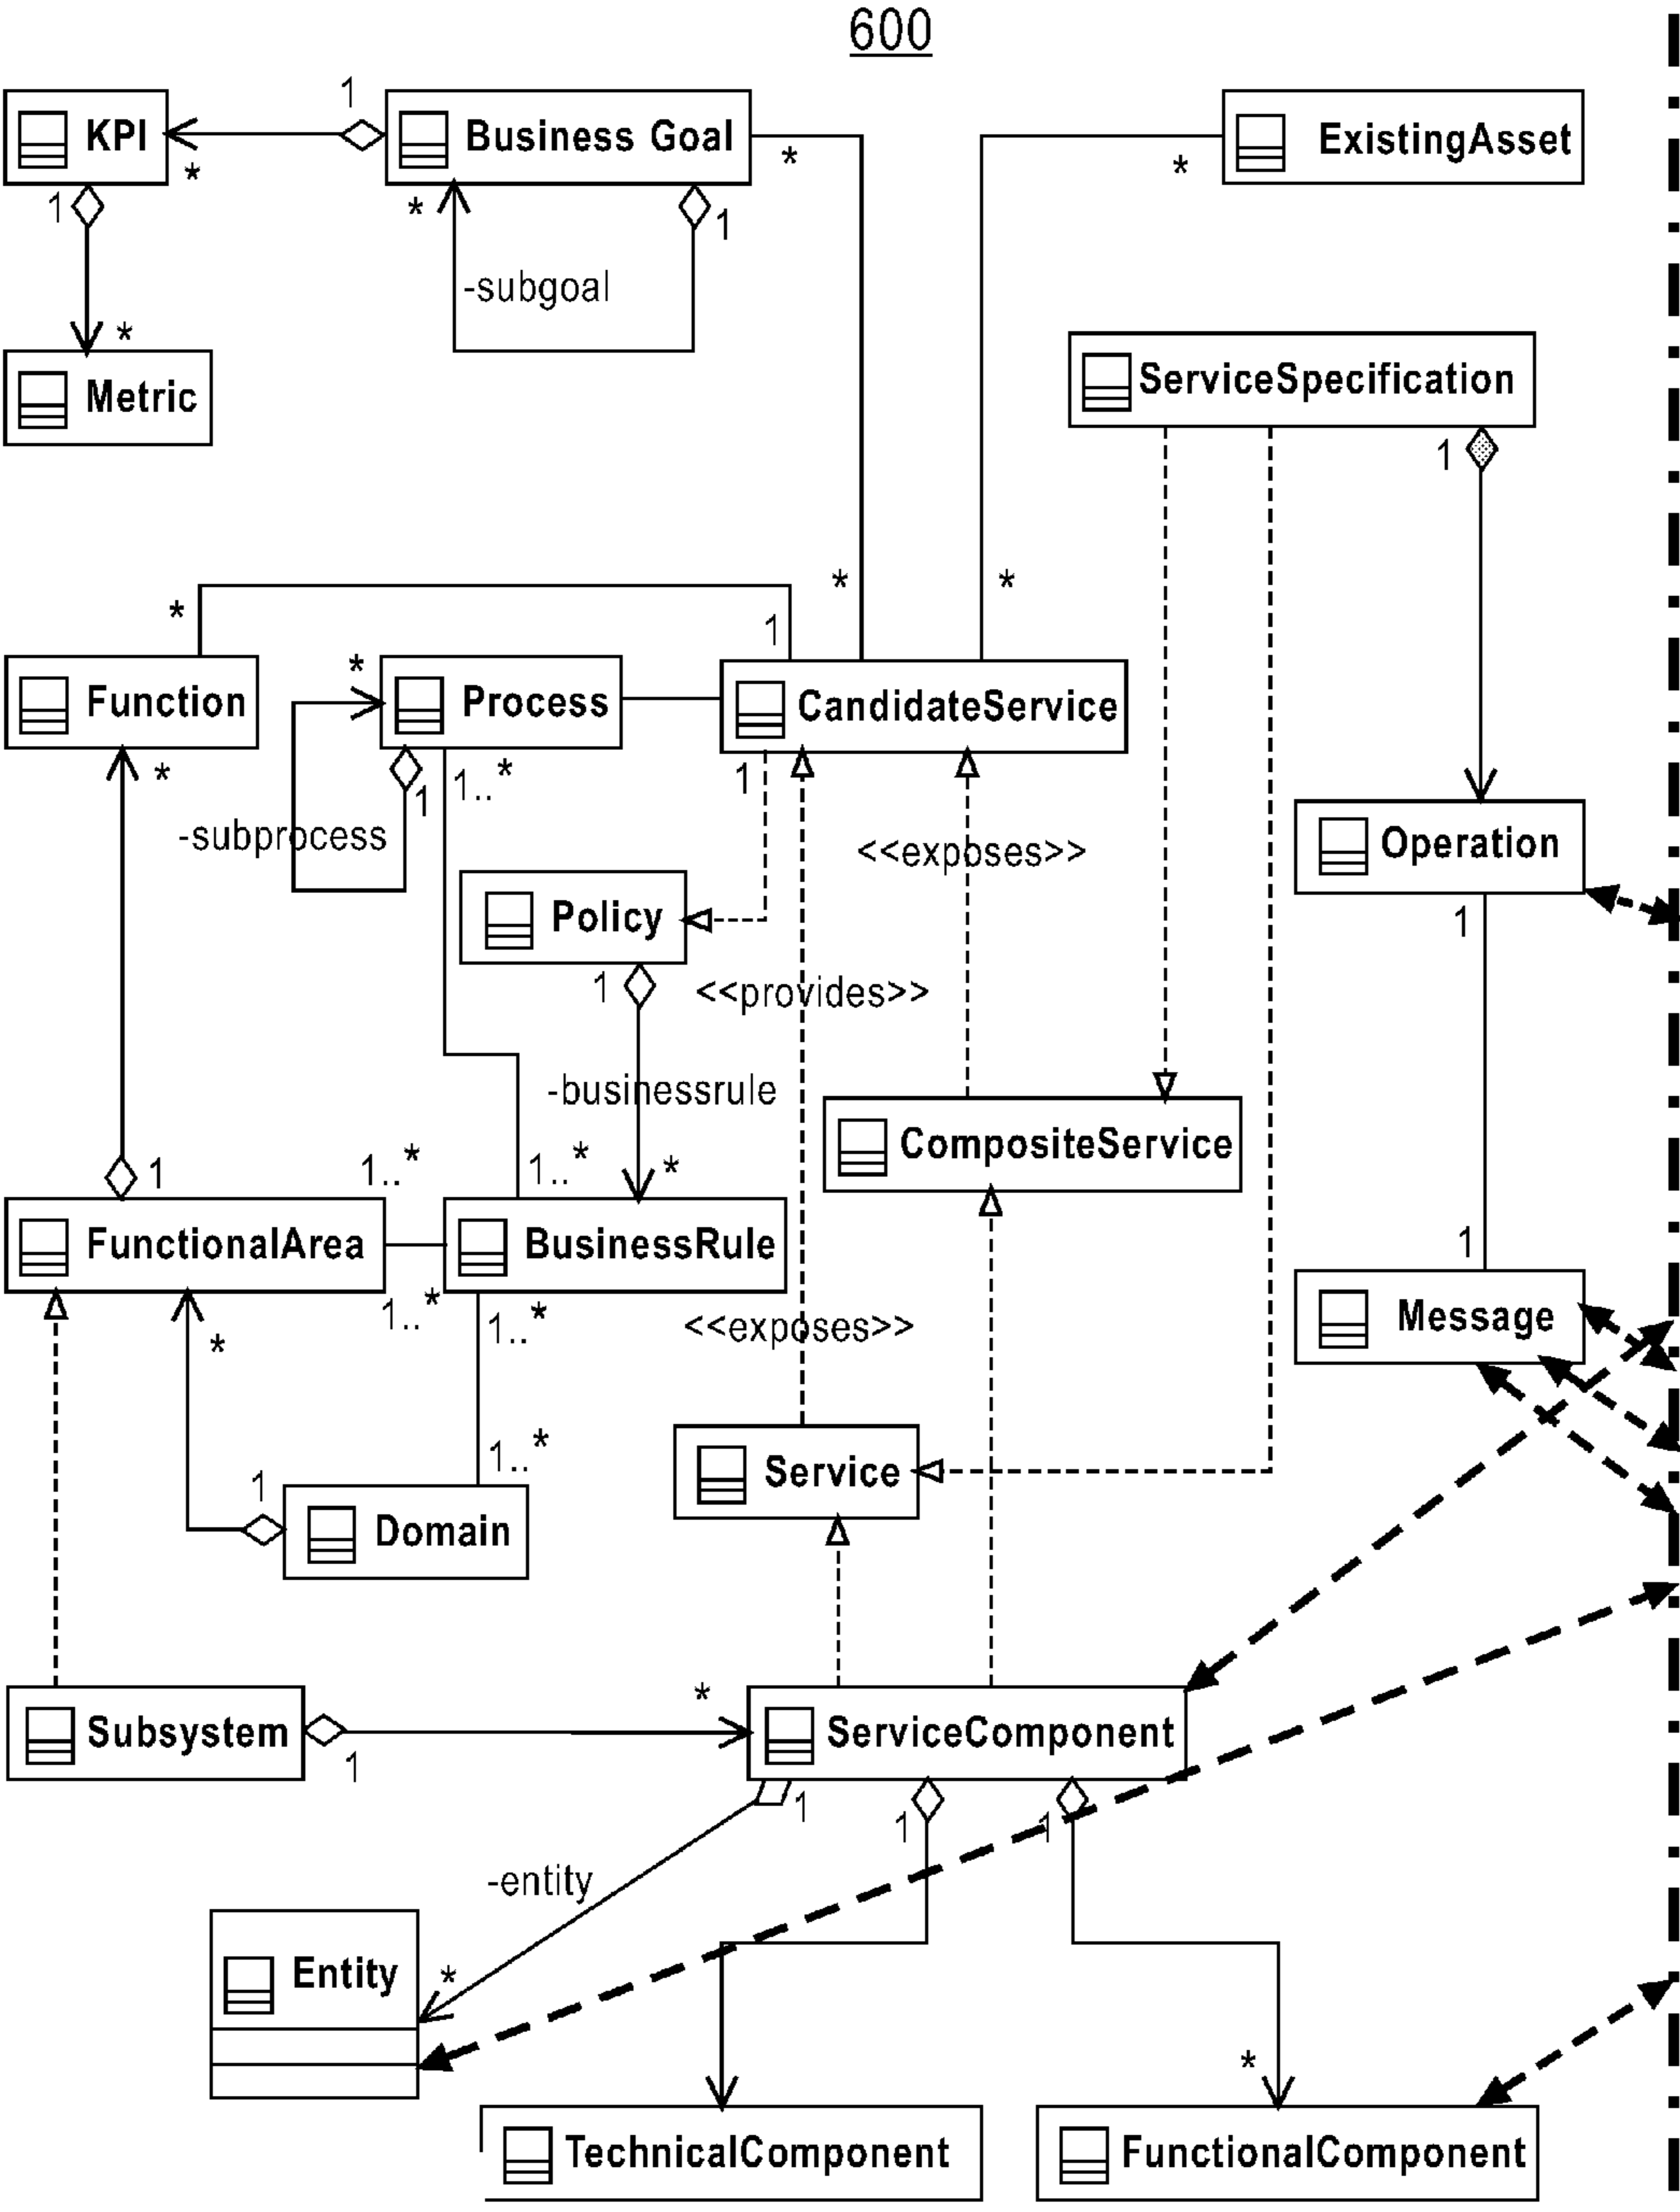 600
1
KPI
Business Goal
ExistingAsset
*
*
*
1
*
1
-subgoal
*
Metric
ServiceSpecification
1
*
*
*
1
*
Function
Process
CandidateService
*
1..*
1
1
-subprocess
<<exposes>>
Operation
Policy
1
1
<<provides>>
-businessrule
CompositeService
1
1..*
1..*
*
FunctionalArea
BusinessRule
1
1..*
1..*
*
<<exposes>>
Message
1..*
1
Service
Domain
*
Subsystem
ServiceComponent
1
1
1
1
-entity
Entity
*
*
TechnicalComponent
FunctionalComponent